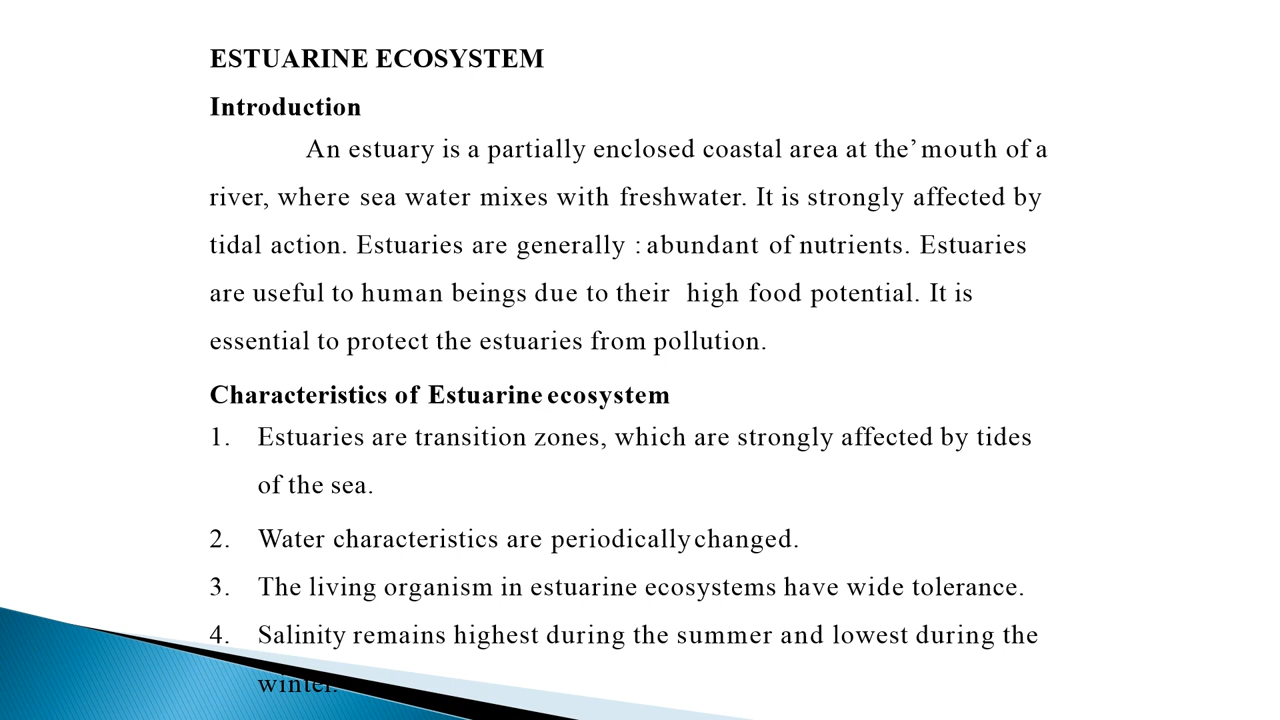 ESTUARINE ECOSYSTEM
Introduction
An estuary is a partially enclosed coastal area at the’ mouth of a
river, where sea water mixes with freshwater. It is strongly affected by
tidal action. Estuaries are generally : abundant of nutrients. Estuaries
are useful to human beings due to their high food potential. It is
essential to protect the estuaries from pollution.
Characteristics of Estuarine ecosystem
1. Estuaries are transition zones, which are strongly affected by tides
of the sea.
2. Water characteristics are periodically changed.
3. The living organism in estuarine ecosystems have wide tolerance.
4. Salinity remains highest during the summer and lowest during the
winter.